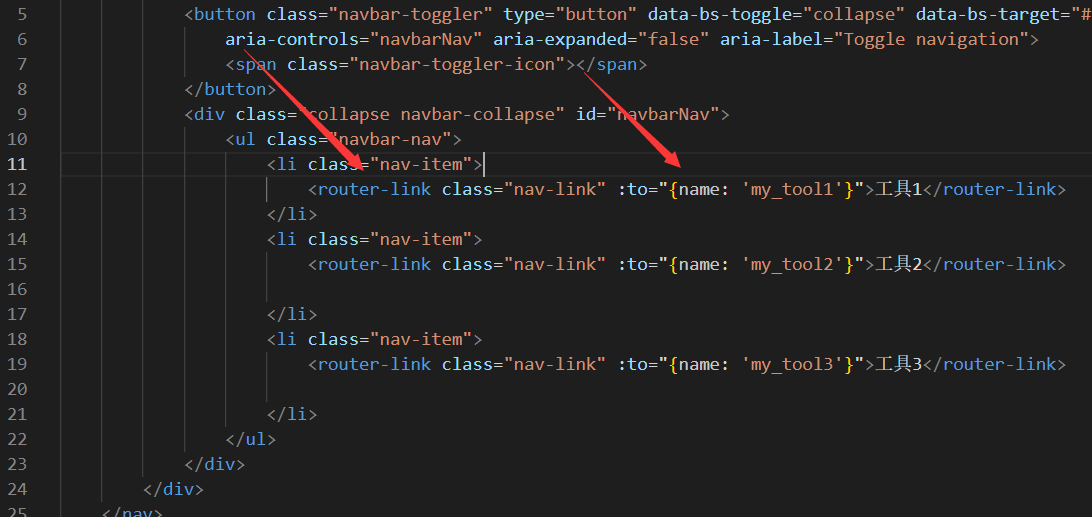 5 <button class="navbar-toggler" type="button" data-bs-toggle="collapse" data-bs-target="#
6 aria-controls="navbarNav" aria-expanded="false" aria-label="Toggle navigation">
7 <span class="navbar-toggler-icon"></span>
8 </button>
9 <div class="collapse navbar-collapse" id="navbarNav">
10 <ul class="navbar-nav">
11 <li class="nav-item">
12 <router-link class="nav-link" :to="{name: 'my_tool1'}">工具1</router-link>
13 </li>
14 <li class="nav-item">
15 <router-link class="nav-link" :to="{name: 'my_tool2'}">工具2</router-link>
16
17 </li>
18 <li class="nav-item">
19 <router-link class="nav-link" :to="{name: 'my_tool3'}">工具3</router-link>
20
21 </li>
22 </ul>
23 </div>
24 </div>
25 </nav>